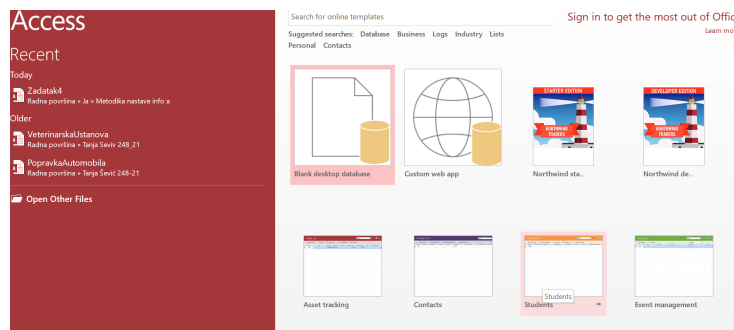 Access
Recent
Today
Zadatak4
Radna površina » Ja » Metodika nastave info a
Older
VeterinarskaUstanova
Radna površina » Tanja Seviv 248_21
PopravkaAutomobila
Radna površina » Tanja Šević 248-21
Open Other Files
Search for online templates
Sign in to get the most out of Offic
Learn mo
Suggested searches: Database Business Logs Industry Lists
Personal Contacts
Blank desktop database
Custom web app
STARTER EDITION
NORTHWIND
TRADERS
Northwind sta..
DEVELOPER EDITION
NORTHWIND
TRADERS
Northwind de..
Asset tracking
Contacts
Students
Students
Event management